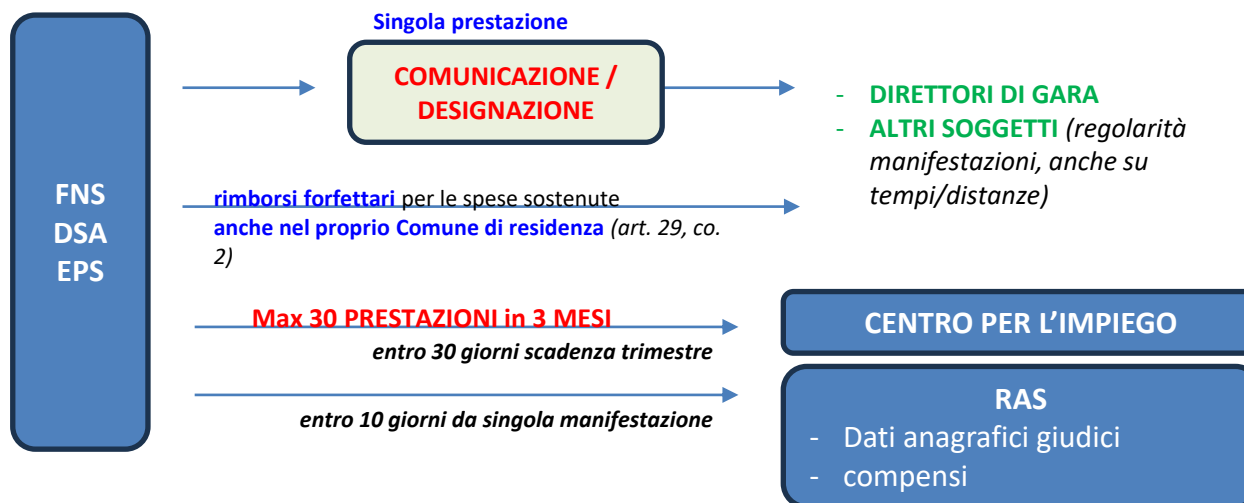 FNS
DSA
EPS
Singola prestazione
COMUNICAZIONE /
DESIGNAZIONE
- DIRETTORI DI GARA
- ALTRI SOGGETTI (regolarità
manifestazioni, anche su
tempi/distanze)
rimborsi forfettari per le spese sostenute
anche nel proprio Comune di residenza (art. 29, co.
2)
Max 30 PRESTAZIONI in 3 MESI
entro 30 giorni scadenza trimestre
CENTRO PER L’IMPIEGO
entro 10 giorni da singola manifestazione
RAS
- Dati anagrafici giudici
- compensi